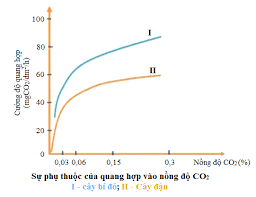 Cường độ quang hợp
(mgCO₂/dm²/h)
100
80
60
40
20
0
I
II
0,03 0,06 0,15 0,3 Nồng độ CO₂ (%)
Sự phụ thuộc của quang hợp vào nồng độ CO₂
I – cây bí đỏ; II – Cây đậu